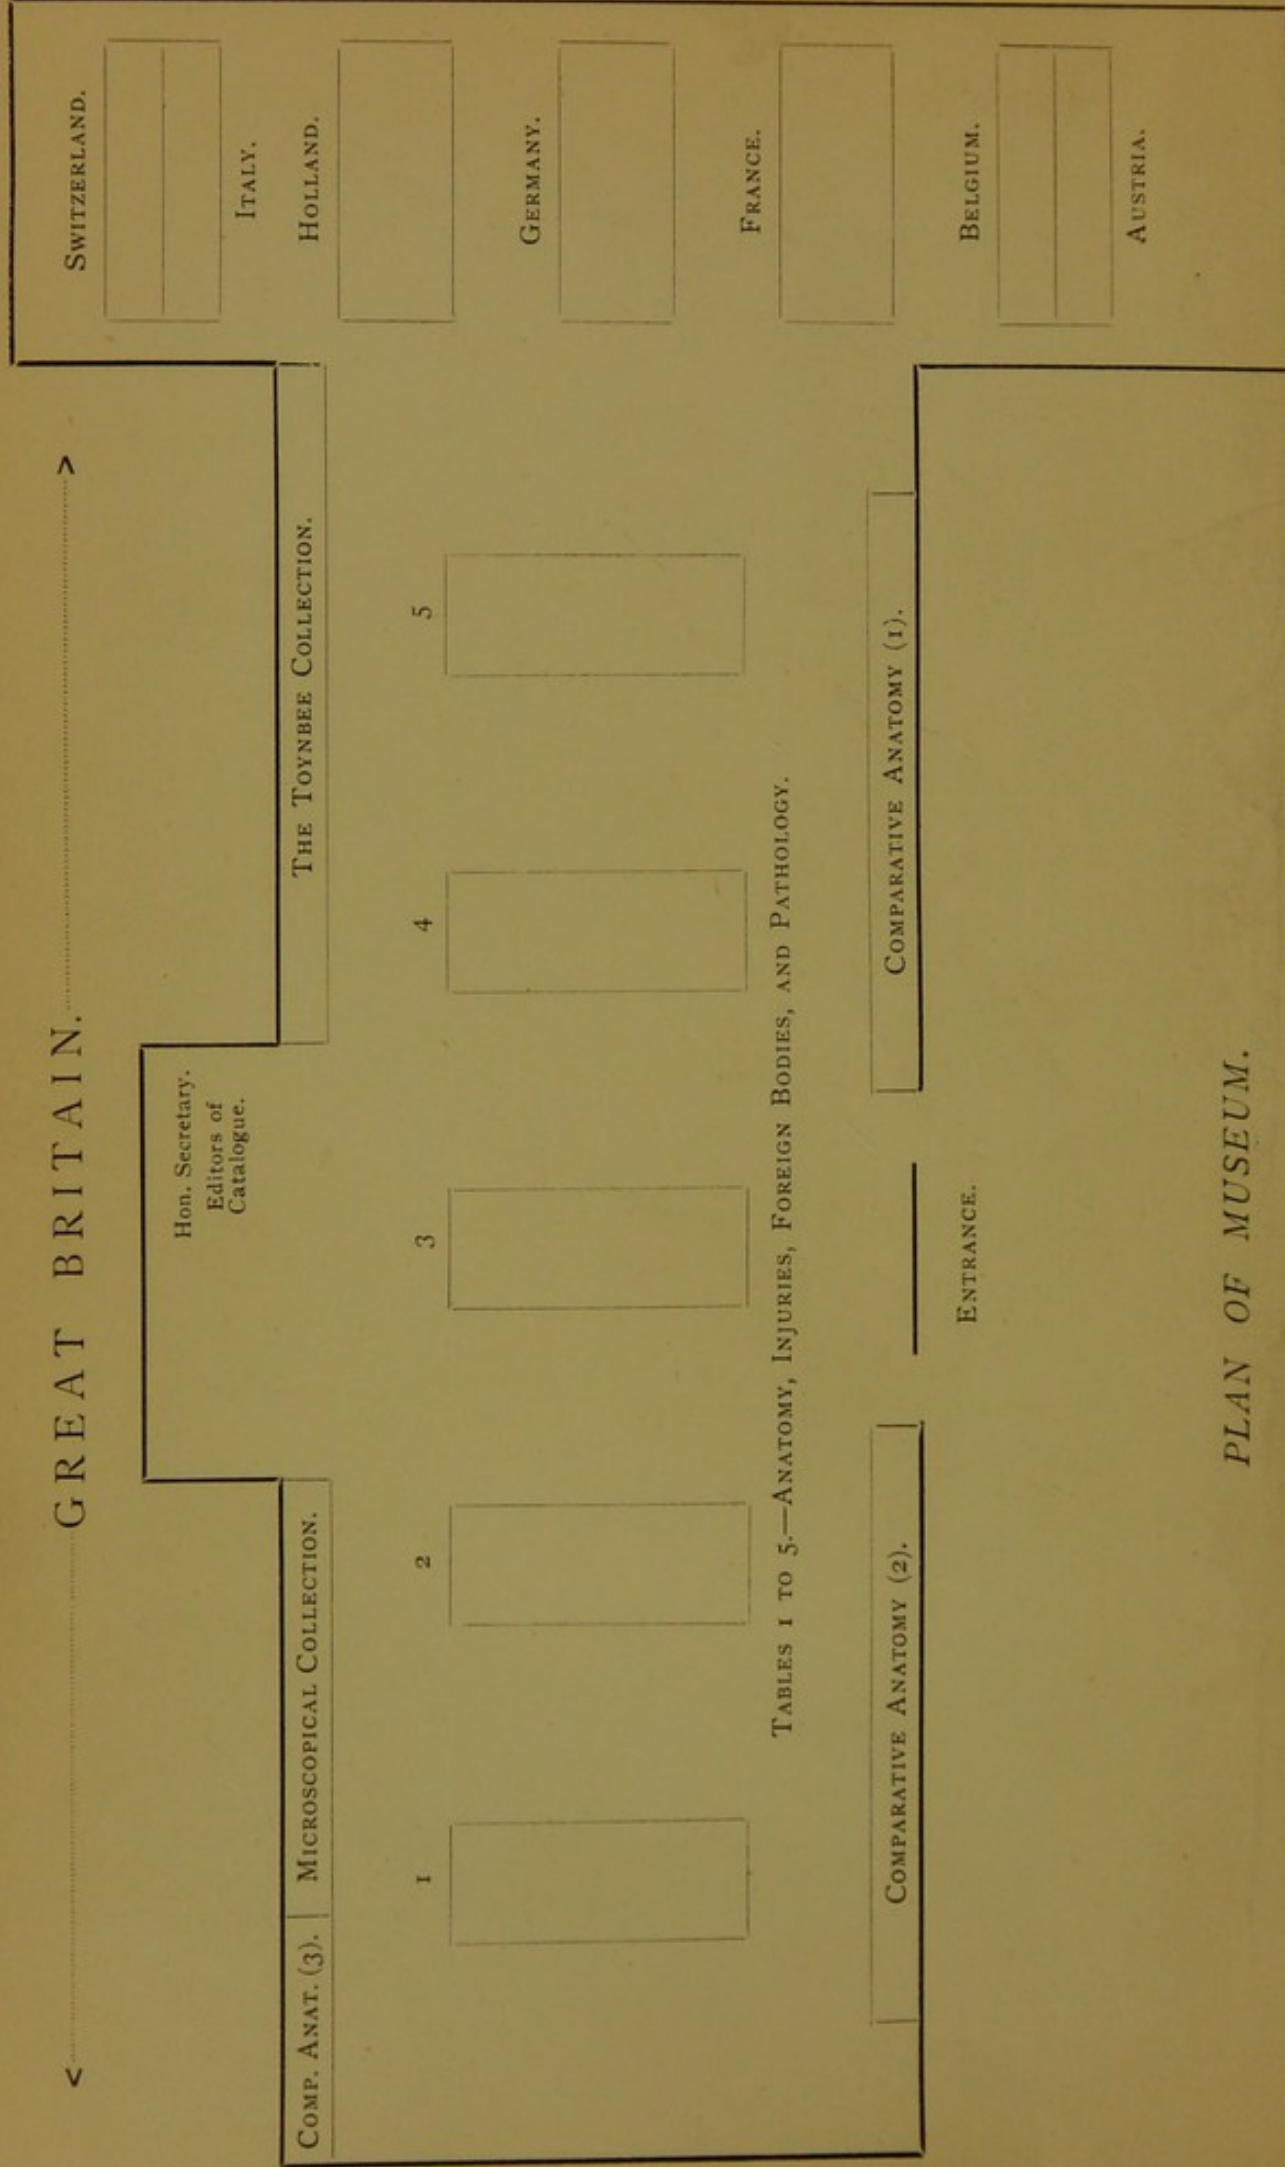 GREAT BRITAIN.
Hon. Secretary.
Editors of
Catalogue.
COMP. ANAT. (3).
MICROSCOPICAL COLLECTION.
THE TOYNBEE COLLECTION.
1
2
3
4
5
TABLES 1 TO 5.—ANATOMY, INJURIES, FOREIGN BODIES, AND PATHOLOGY.
COMPARATIVE ANATOMY (2).
COMPARATIVE ANATOMY (1).
ENTRANCE.
SWITZERLAND.
ITALY.
HOLLAND.
GERMANY.
FRANCE.
BELGIUM.
AUSTRIA.
PLAN OF MUSEUM.